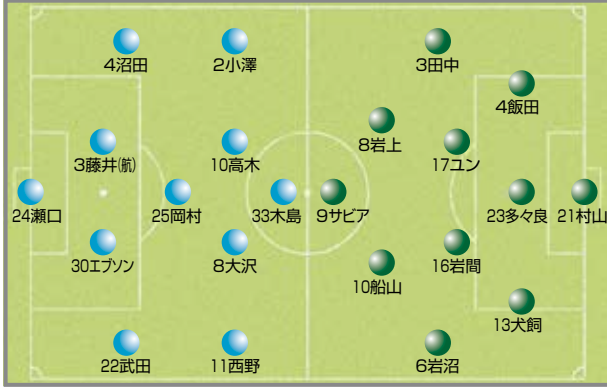 4沼田
2小澤
3田中
4飯田
8岩上
3藤井(航)
10高木
17ユン
24瀬口
25岡村
33木島
9サビア
23多々良
21村山
30エブソン
8大沢
16岩間
10船山
13犬飼
22武田
11西野
6岩沼